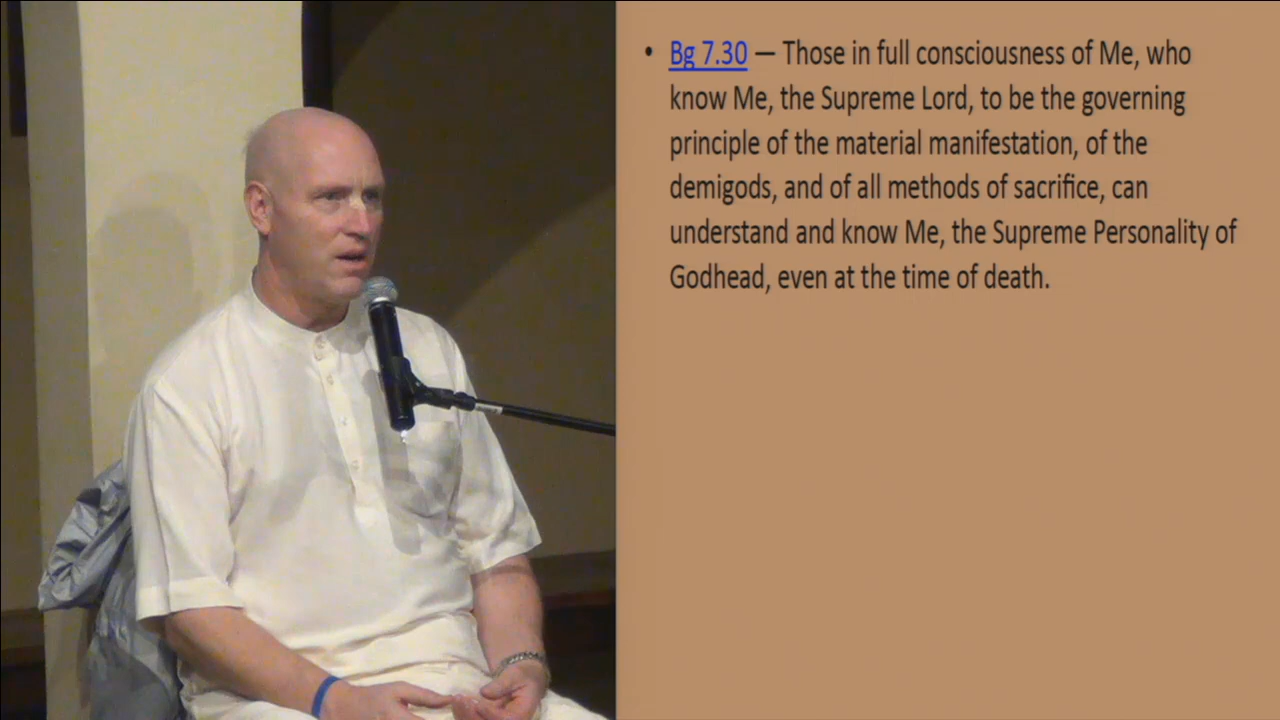 • Bg 7.30 — Those in full consciousness of Me, who
know Me, the Supreme Lord, to be the governing
principle of the material manifestation, of the
demigods, and of all methods of sacrifice, can
understand and know Me, the Supreme Personality of
Godhead, even at the time of death.